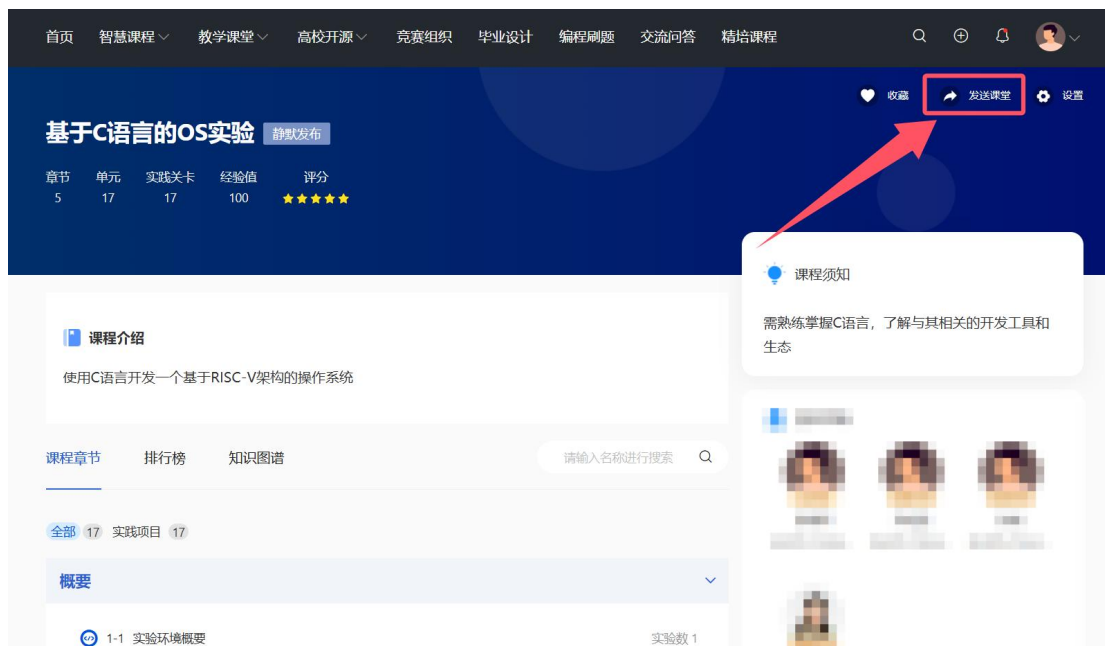 首页 智慧课程 教学课堂 高校开源 竞赛组织 毕业设计 编程刷题 交流问答 精培课程
收藏 发送课堂 设置
基于C语言的OS实验 静默发布
章节 单元 实践关卡 经验值 评分
5 17 17 100
课程须知
需熟练掌握C语言，了解与其相关的开发工具和
生态
课程介绍
使用C语言开发一个基于RISC-V架构的操作系统
课程章节 排行榜 知识图谱 请输入名称进行搜索
全部 17 实践项目 17
概要
1-1 实验环境概要 实验数 1